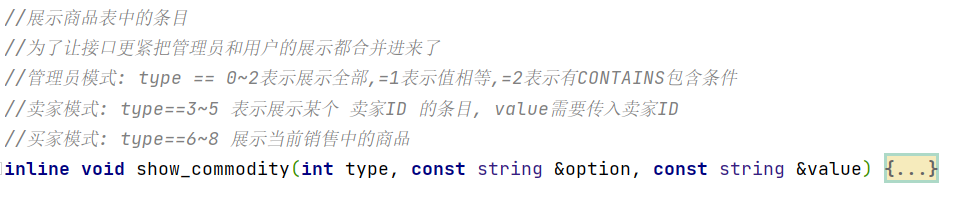 //展示商品表中的条目
//为了让接口更紧把管理员和用户的展示都合并进来了
//管理员模式: type == 0~2表示展示全部,=1表示值相等,=2表示有CONTAINS包含条件
//卖家模式: type==3~5 表示展示某个 卖家ID 的条目, value需要传入卖家ID
//买家模式: type==6~8 展示当前销售中的商品
inline void show_commodity(int type, const string &option, const string &value) {...}